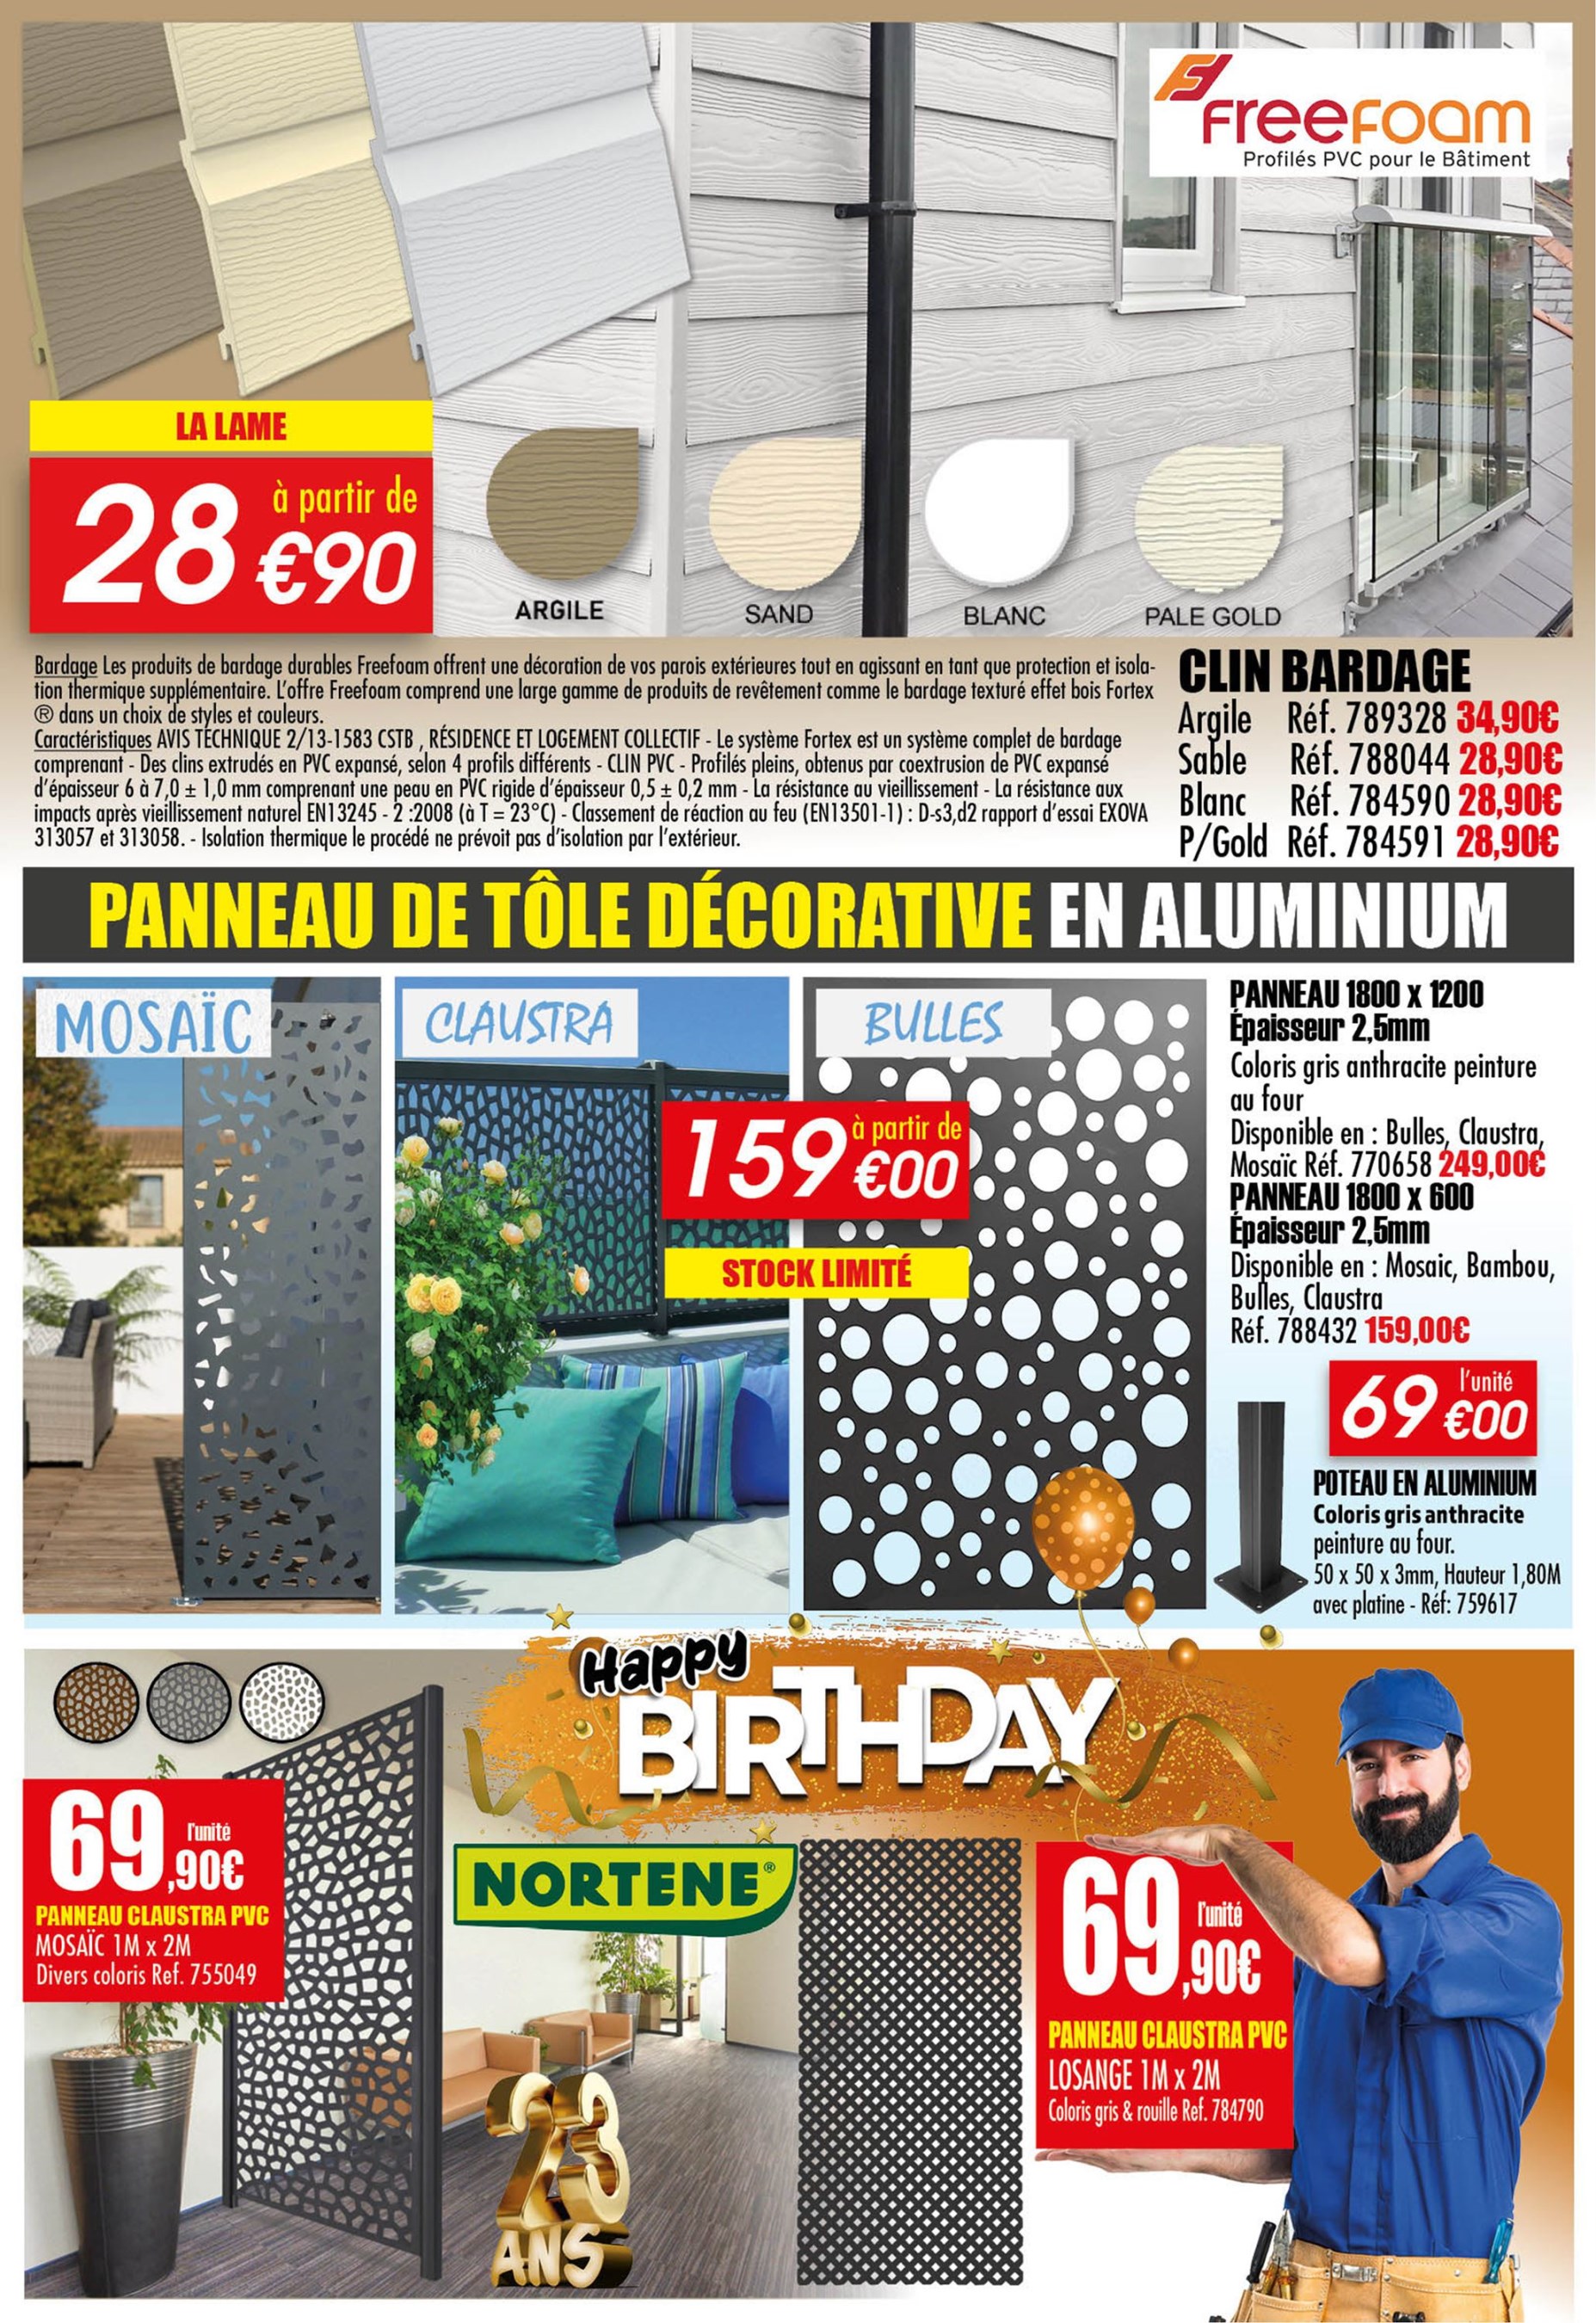 Freefoam
Profilés PVC pour le Bâtiment
LA LAME
28 €90
à partir de
ARGILE
SAND
BLANC
PALE GOLD
Bardage Les produits de bardage durables Freefoam offrent une décoration de vos parois extérieures tout en agissant en tant que protection et isola-
tion thermique supplémentaire. L'offre Freefoam comprend une large gamme de produits de revêtement comme le bardage texturé effet bois Fortex
® dans un choix de styles et couleurs.
Caractéristiques AVIS TECHNIQUE 2/13-1583 CSTB , RÉSIDENCE ET LOGEMENT COLLECTIF - Le système Fortex est un système complet de bardage
comprenant - Des clins extrudés en PVC expansé, selon 4 profils différents - CLIN PVC - Profilés pleins, obtenus par coextrusion de PVC expansé
d'épaisseur 6 à 7,0 ± 1,0 mm comprenant une peau en PVC rigide d'épaisseur 0,5 ± 0,2 mm - La résistance au vieillissement - La résistance aux
impacts après vieillissement naturel EN13245 - 2 :2008 (à T = 23°C) - Classement de réaction au feu (EN13501-1) : D-s3,d2 rapport d'essai EXOVA
313057 et 313058. - Isolation thermique le procédé ne prévoit pas d'isolation par l'extérieur.
CLIN BARDAGE
Argile Réf. 789328 34,90€
Sable Réf. 788044 28,90€
Blanc Réf. 784590 28,90€
P/Gold Réf. 784591 28,90€
PANNEAU DE TÔLE DÉCORATIVE EN ALUMINIUM
MOSAÏC
CLAUSTRA
BULLES
159 €00
à partir de
STOCK LIMITÉ
PANNEAU 1800 x 1200
Épaisseur 2,5mm
Coloris gris anthracite peinture
au four
Disponible en : Bulles, Claustra,
Mosaïc Réf. 770658 249,00€
PANNEAU 1800 x 600
Épaisseur 2,5mm
Disponible en : Mosaic, Bambou,
Bulles, Claustra
Réf. 788432 159,00€
69 €00
l'unité
POTEAU EN ALUMINIUM
Coloris gris anthracite
peinture au four.
50 x 50 x 3mm, Hauteur 1,80M
avec platine - Réf: 759617
Happy
BIRTHDAY
69,90€
l'unité
PANNEAU CLAUSTRA PVC
MOSAÏC 1M x 2M
Divers coloris Ref. 755049
NORTENE®
69,90€
l'unité
PANNEAU CLAUSTRA PVC
LOSANGE 1M x 2M
Coloris gris & rouille Ref. 784790
23
ANS